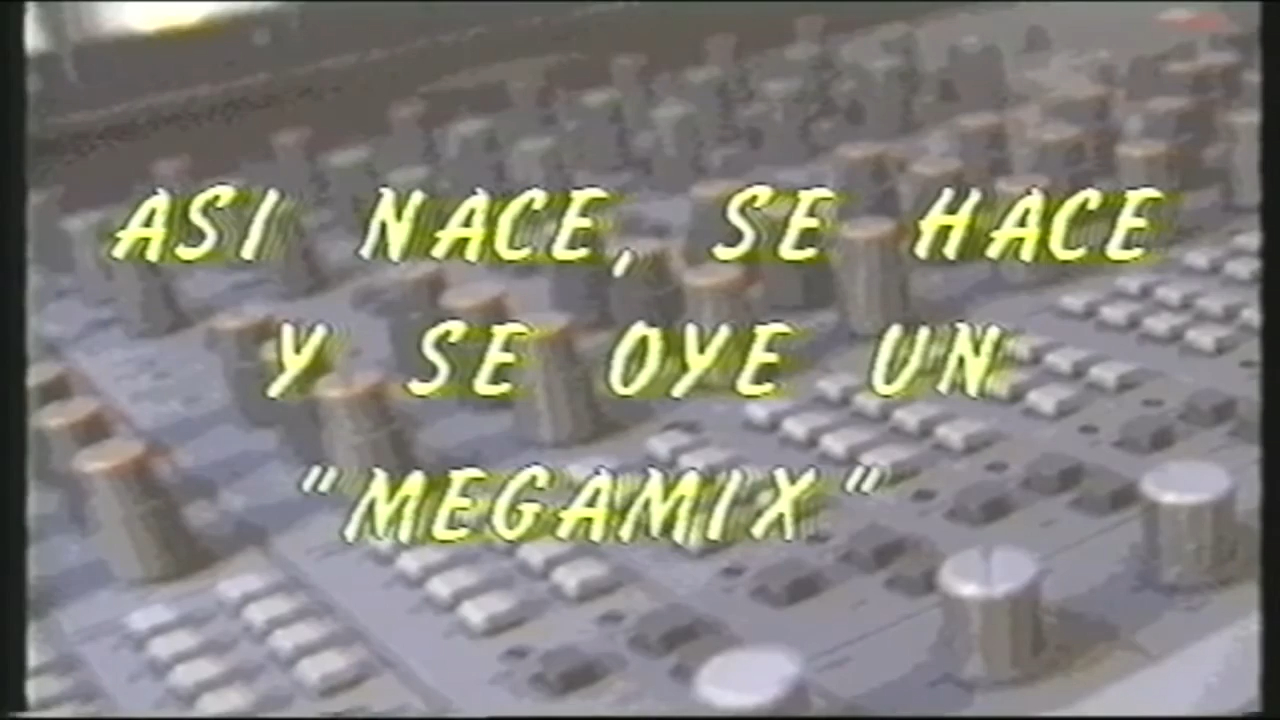 ASI NACE, SE HACE
Y SE OYE UN
"MEGAMIX"